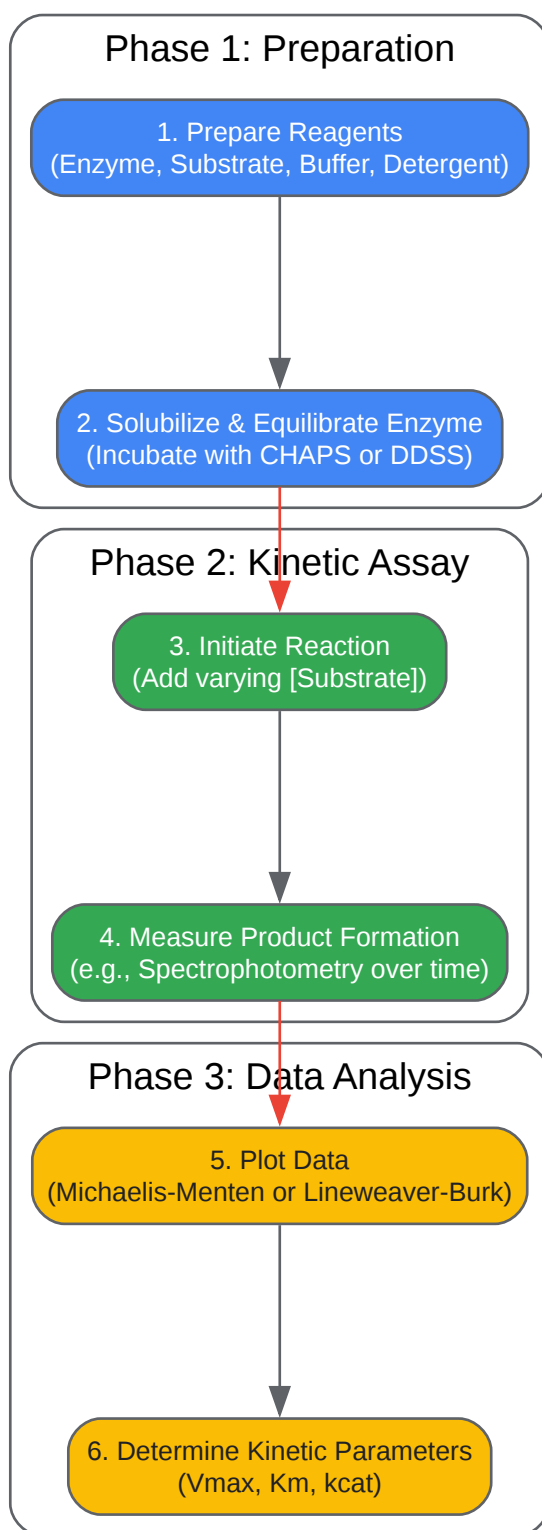 Phase 1: Preparation
1. Prepare Reagents
(Enzyme, Substrate, Buffer, Detergent)
2. Solubilize & Equilibrate Enzyme
(Incubate with CHAPS or DDSS)
Phase 2: Kinetic Assay
3. Initiate Reaction
(Add varying [Substrate])
4. Measure Product Formation
(e.g., Spectrophotometry over time)
Phase 3: Data Analysis
5. Plot Data
(Michaelis-Menten or Lineweaver-Burk)
6. Determine Kinetic Parameters
(Vmax, Km, kcat)